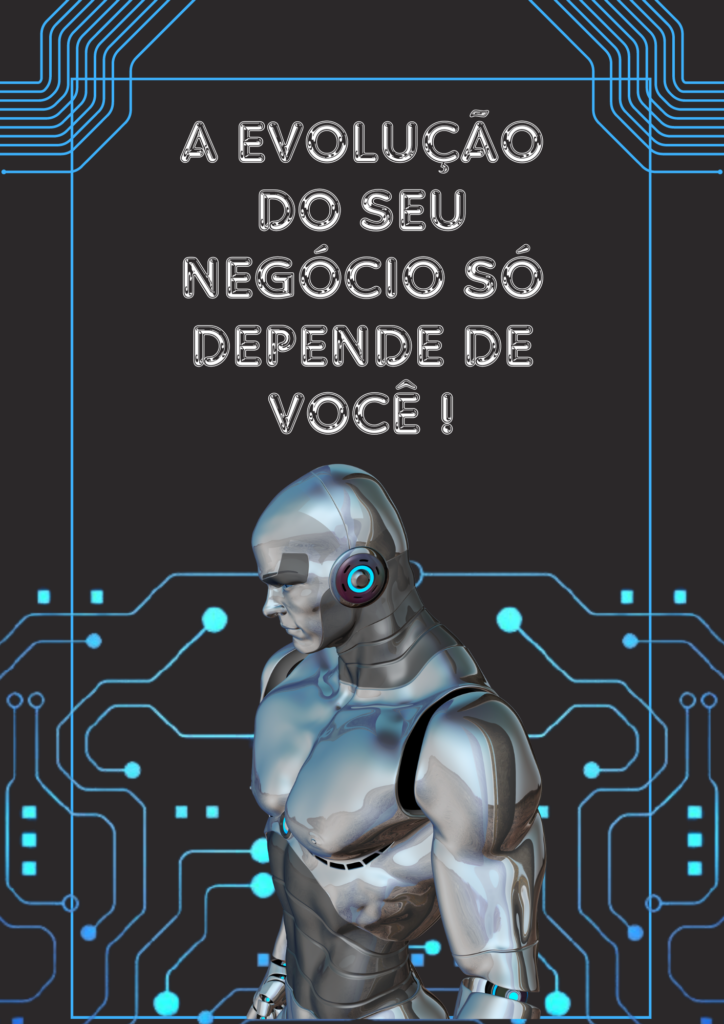 A EVOLUÇÃO
DO SEU
NEGÓCIO SÓ
DEPENDE DE
VOCÊ !